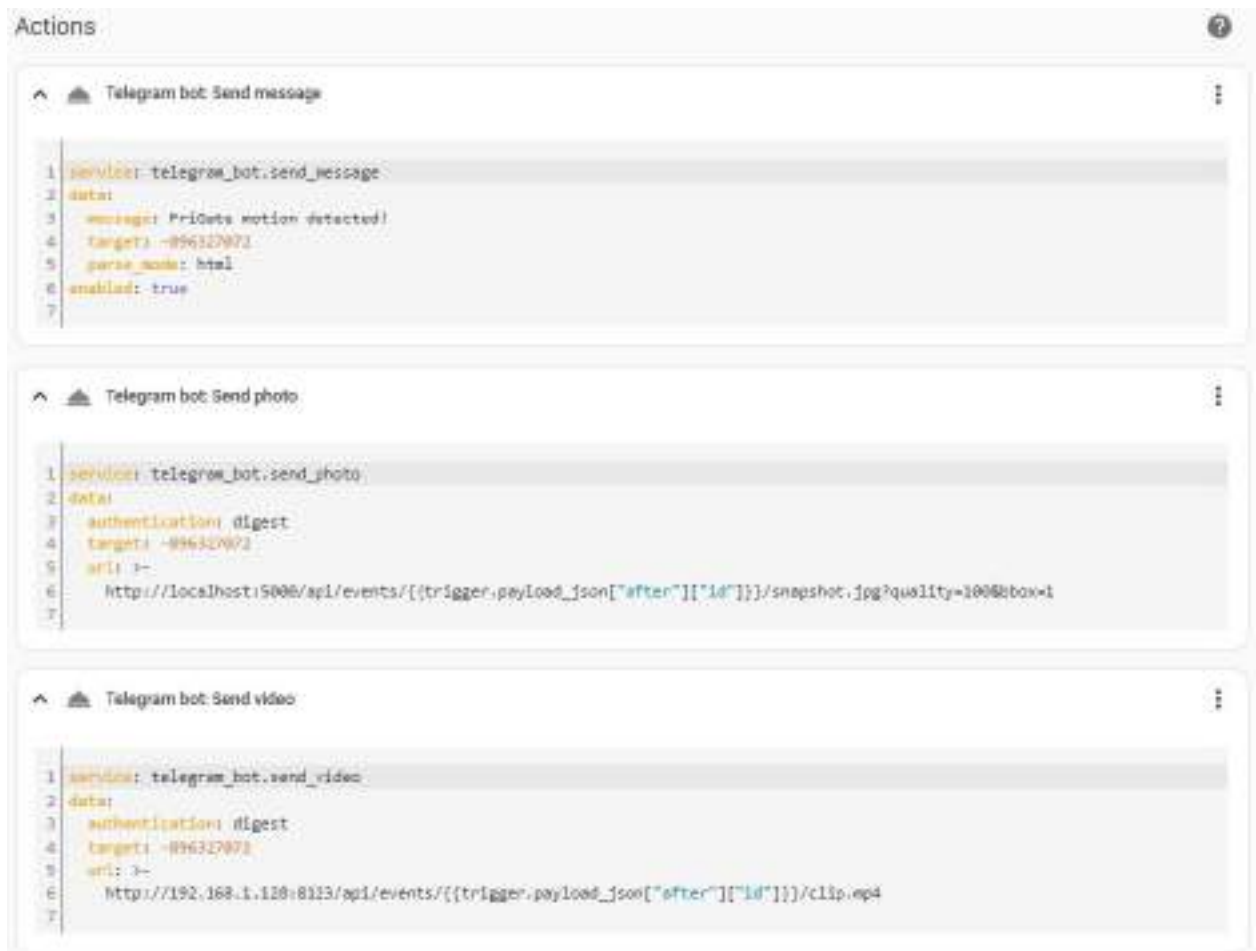 Actions
Telegram bot: Send message
1 service: telegram_bot.send_message
2 data:
3 message: PriGate motion detected!
4 target: -896327072
5 parse_mode: html
6 enabled: true
7
Telegram bot: Send photo
1 service: telegram_bot.send_photo
2 data:
3 authentication: digest
4 target: -896327072
5 url: >-
6 http://localhost:5000/api/events/{{trigger.payload_json["after"]["id"]}}/snapshot.jpg?quality=100&bbox=1
7
Telegram bot: Send video
1 service: telegram_bot.send_video
2 data:
3 authentication: digest
4 target: -896327072
5 url: >-
6 http://192.168.1.128:8123/api/events/{{trigger.payload_json["after"]["id"]}}/clip.mp4
7